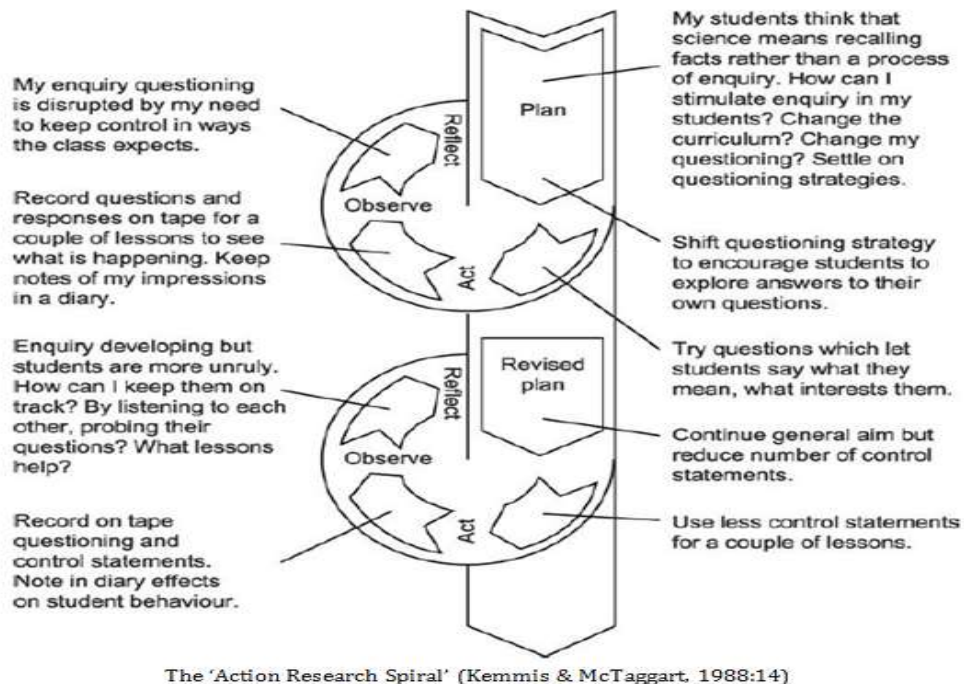 My students think that
science means recalling
facts rather than a process
of enquiry. How can I
stimulate enquiry in my
students? Change the
curriculum? Change my
questioning? Settle on
questioning strategies.
Plan
My enquiry questioning
is disrupted by my need
to keep control in ways
the class expects.
Reflect
Observe
Record questions and
responses on tape for a
couple of lessons to see
what is happening. Keep
notes of my impressions
in a diary.
Act
Shift questioning strategy
to encourage students to
explore answers to their
own questions.
Try questions which let
students say what they
mean, what interests them.
Enquiry developing but
students are more unruly.
How can I keep them on
track? By listening to each
other, probing their
questions? What lessons
help?
Reflect
Revised
plan
Observe
Continue general aim but
reduce number of control
statements.
Record on tape
questioning and
control statements.
Note in diary effects
on student behaviour.
Act
Use less control statements
for a couple of lessons.
The ‘Action Research Spiral’ (Kemmis & McTaggart, 1988:14)